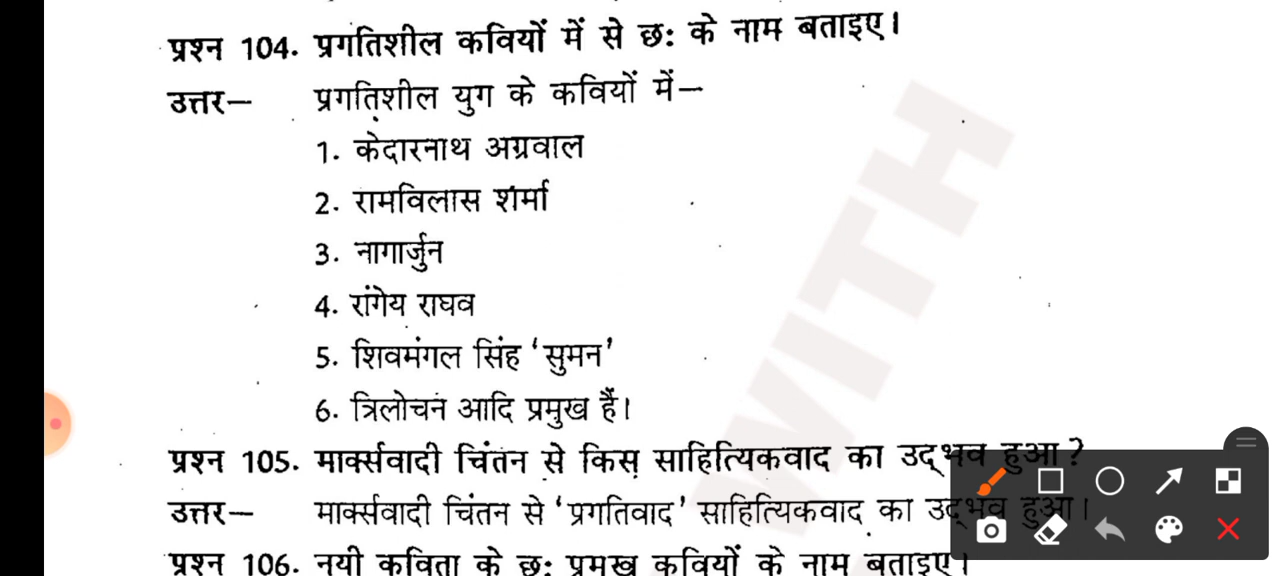 प्रश्न 104. प्रगतिशील कवियों में से छः के नाम बताइए।
उत्तर— प्रगतिशील युग के कवियों में—
1. केदारनाथ अग्रवाल
2. रामविलास शर्मा
3. नागार्जुन
4. रांगेय राघव
5. शिवमंगल सिंह 'सुमन'
6. त्रिलोचन आदि प्रमुख हैं।
प्रश्न 105. मार्क्सवादी चिंतन से किस साहित्यिकवाद का उद्भव हुआ?
उत्तर— मार्क्सवादी चिंतन से 'प्रगतिवाद' साहित्यिकवाद का उद्भव हुआ।
प्रश्न 106. नयी कविता के छः प्रमुख कवियों के नाम बताइए।
WITH